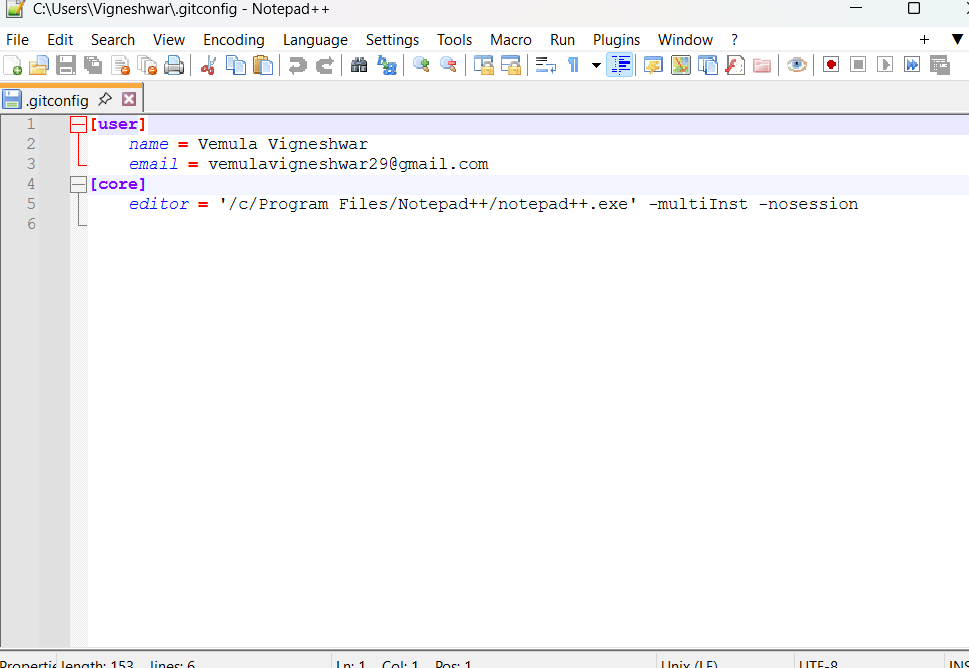 C:\Users\Vigneshwar\.gitconfig - Notepad++
File Edit Search View Encoding Language Settings Tools Macro Run Plugins Window ? + ▼
.gitconfig
1 [user]
2 name = Vemula Vigneshwar
3 email = vemulavigneshwar29@gmail.com
4 [core]
5 editor = '/c/Program Files/Notepad++/notepad++.exe' -multiInst -nosession
6
Properti length: 153 lines: 6 Ln: 1 Col: 1 Pos: 1 Unix (LF) UTF-8 INS